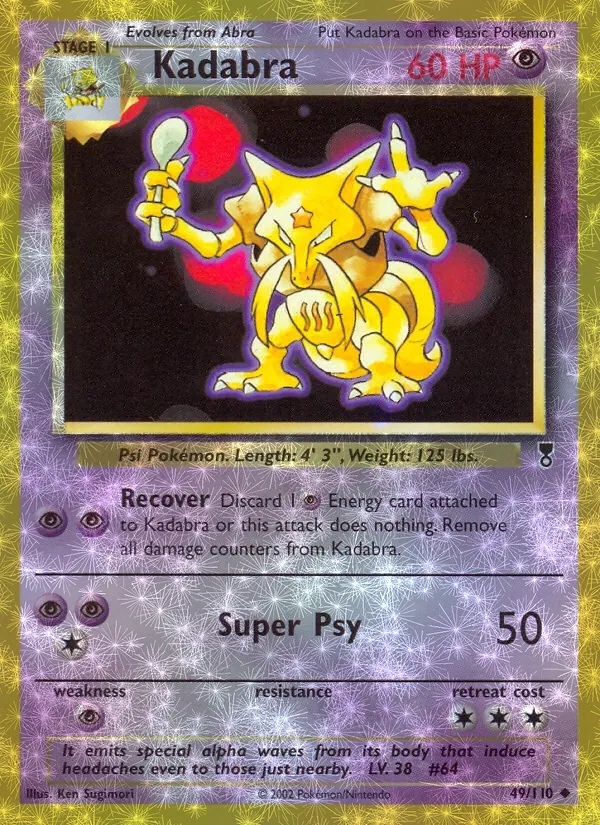 Evolves from Abra Put Kadabra on the Basic Pokémon
STAGE 1
Kadabra 60 HP
Psi Pokémon. Length: 4' 3", Weight: 125 lbs.
Recover Discard 1 Energy card attached
to Kadabra or this attack does nothing. Remove
all damage counters from Kadabra.
Super Psy 50
weakness resistance retreat cost
It emits special alpha waves from its body that induce
headaches even to those just nearby. LV. 38 #64
Illus. Ken Sugimori © 2002 Pokémon/Nintendo 49/110